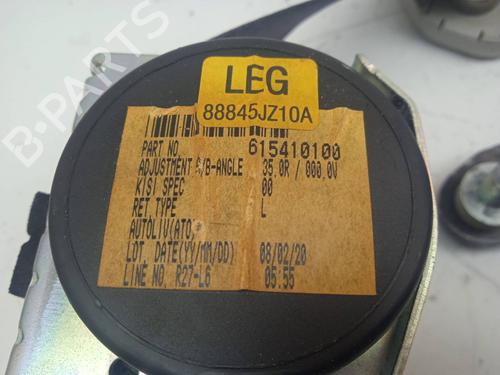 B-PARTS
LEG
88845JZ10A
PART NO 615410100
ADJUSTMENT S/B-ANGLE 35.0R / 000.0V
K(S) SPEC 00
RET TYPE L
AUTOLIV(ATO)
LOT. DATE(YY/MM/DD) 08/02/20
LINE NO. R27-L6 05:55